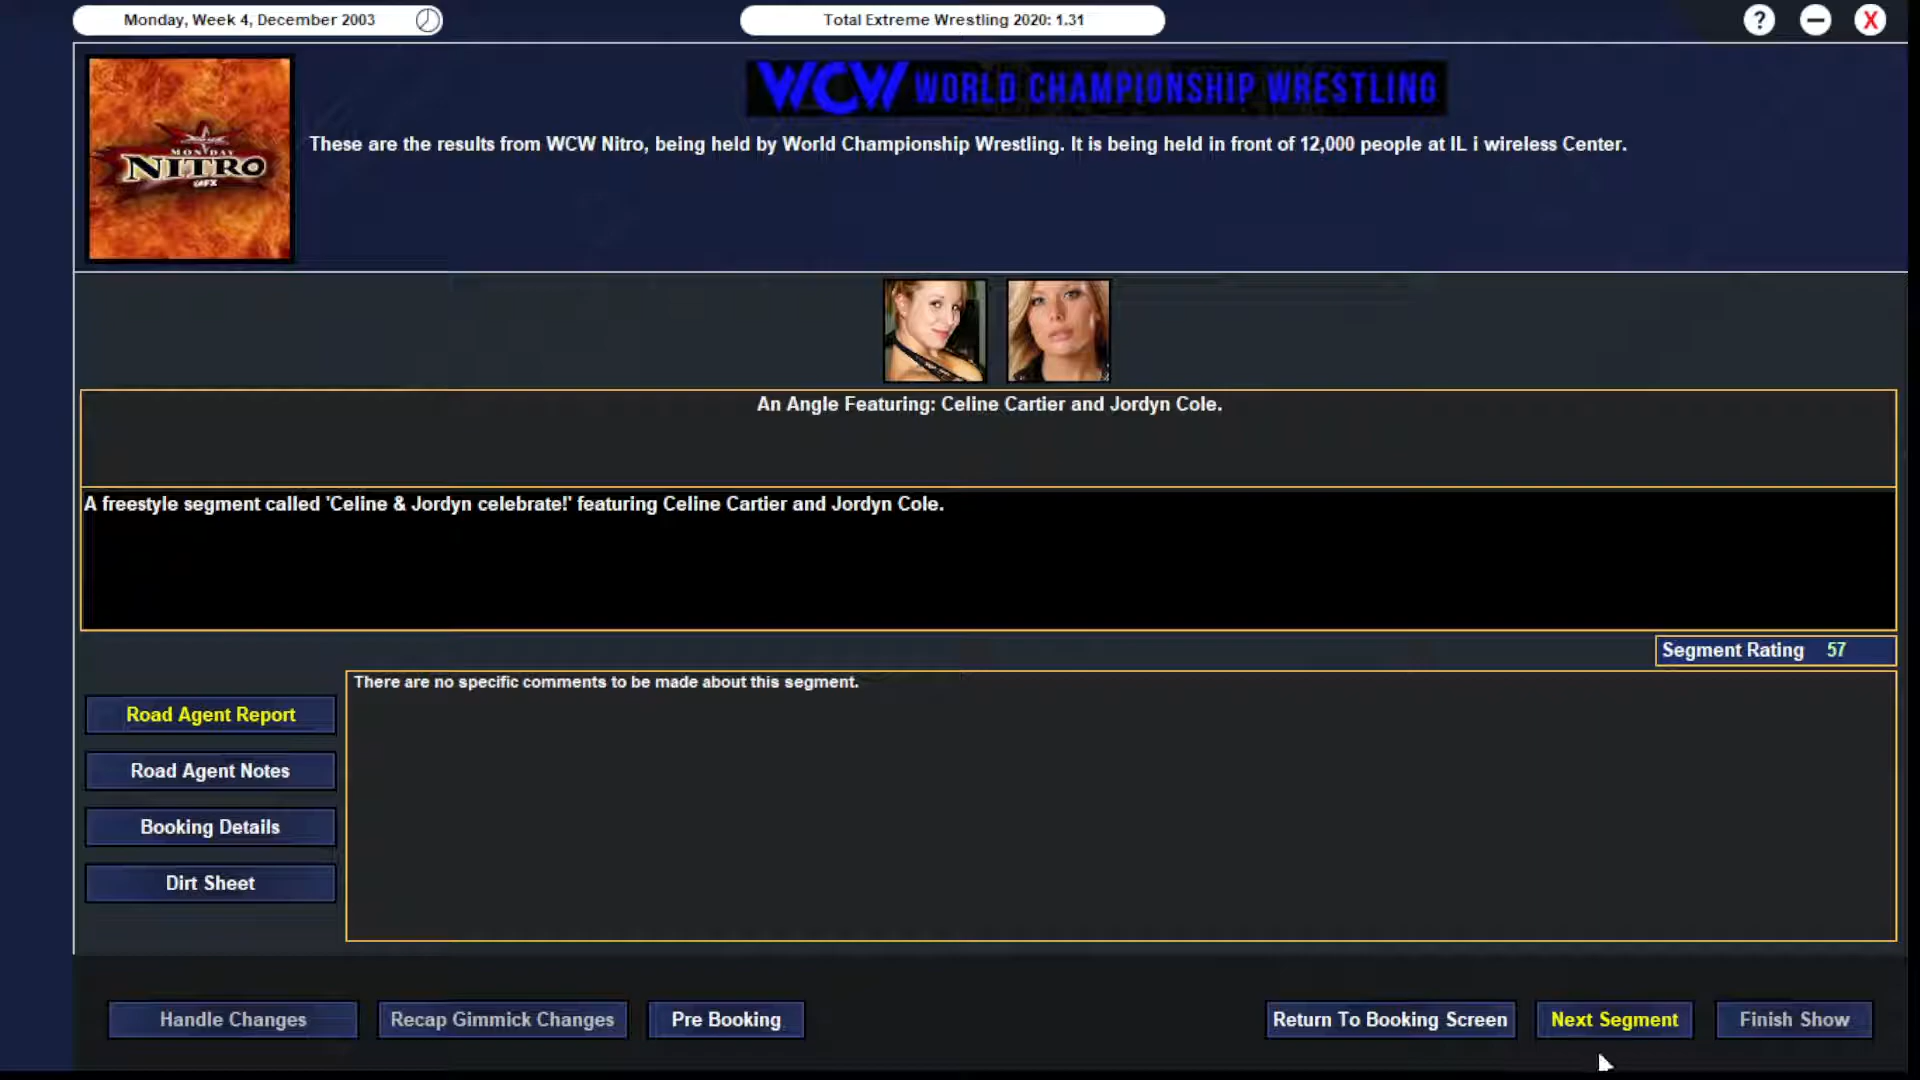 Monday, Week 4, December 2003
Total Extreme Wrestling 2020: 1.31
?
X
WCW WORLD CHAMPIONSHIP WRESTLING
MONDAY
NITRO
These are the results from WCW Nitro, being held by World Championship Wrestling. It is being held in front of 12,000 people at IL i wireless Center.
An Angle Featuring: Celine Cartier and Jordyn Cole.
A freestyle segment called 'Celine & Jordyn celebrate!' featuring Celine Cartier and Jordyn Cole.
Segment Rating 57
There are no specific comments to be made about this segment.
Road Agent Report
Road Agent Notes
Booking Details
Dirt Sheet
Handle Changes
Recap Gimmick Changes
Pre Booking
Return To Booking Screen
Next Segment
Finish Show